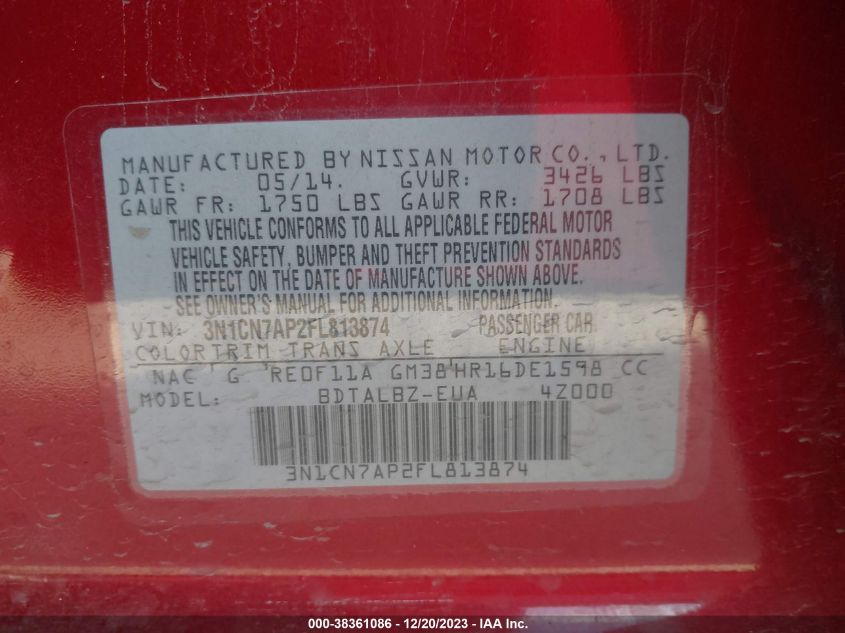 MANUFACTURED BY NISSAN MOTOR CO., LTD.
DATE: 05/14. GVWR: 3426 LBS
GAWR FR: 1750 LBS GAWR RR: 1708 LBS
THIS VEHICLE CONFORMS TO ALL APPLICABLE FEDERAL MOTOR
VEHICLE SAFETY, BUMPER AND THEFT PREVENTION STANDARDS
IN EFFECT ON THE DATE OF MANUFACTURE SHOWN ABOVE.
SEE OWNER'S MANUAL FOR ADDITIONAL INFORMATION.
VIN: 3N1CN7AP2FL813874 PASSENGER CAR
COLOR TRIM TRANS AXLE ENGINE
NAC G RE0F11A GM38 HR16DE1598 CC
MODEL: BDTALBZ-EUA 4Z000
3N1CN7AP2FL813874
000-38361086 - 12/20/2023 - IAA Inc.